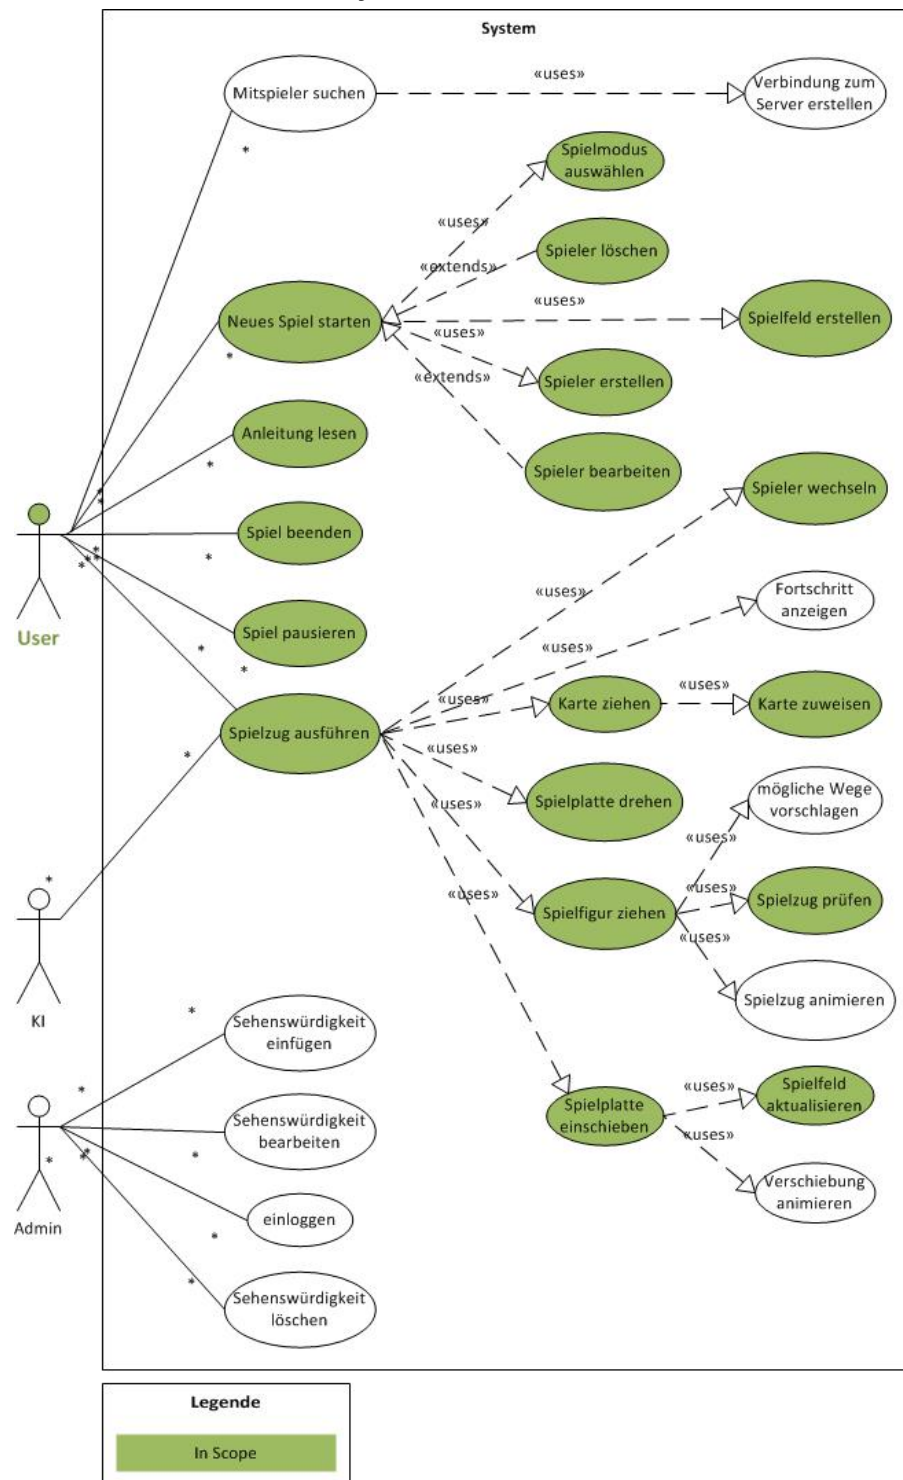 System
Mitspieler suchen
«uses»
Verbindung zum
Server erstellen
*
Spielmodus
auswählen
«uses»
Spieler löschen
«extends»
Neues Spiel starten
«uses»
Spielfeld erstellen
«uses»
*
Spieler erstellen
«extends»
Anleitung lesen
*
Spieler bearbeiten
Spieler wechseln
*
*
Spiel beenden
*
*
*
*
*
User
«uses»
Fortschritt
anzeigen
Spiel pausieren
*
*
«uses»
Karte ziehen
«uses»
«uses»
Karte zuweisen
Spielzug ausführen
*
«uses»
Spielplatte drehen
mögliche Wege
vorschlagen
«uses»
«uses»
*
KI
«uses»
Spielfigur ziehen
«uses»
Spielzug prüfen
«uses»
Spielzug animieren
*
Sehenswürdigkeit
einfügen
*
Sehenswürdigkeit
bearbeiten
*
*
*
*
Admin
Spielplatte
einschieben
«uses»
Spielfeld
aktualisieren
«uses»
Verschiebung
animieren
einloggen
*
*
Sehenswürdigkeit
löschen
Legende
In Scope